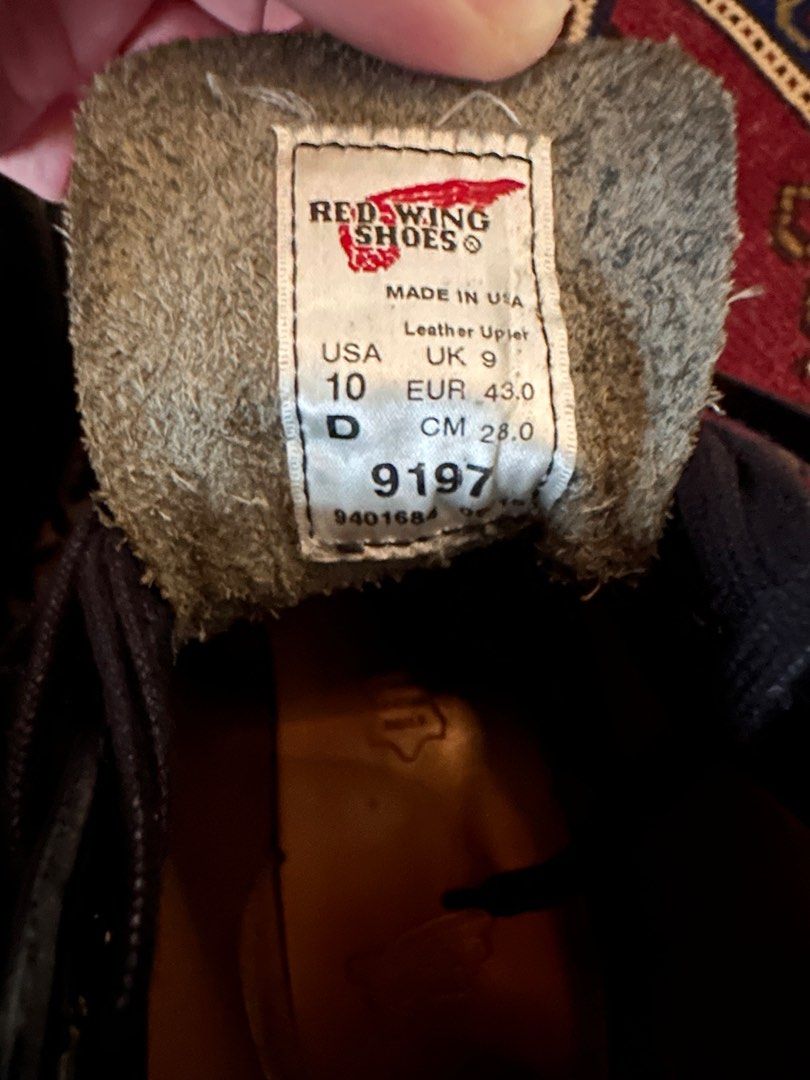 RED WING
SHOES
MADE IN USA
Leather Upper
USA UK 9
10 EUR 43.0
D CM 28.0
9197
940168